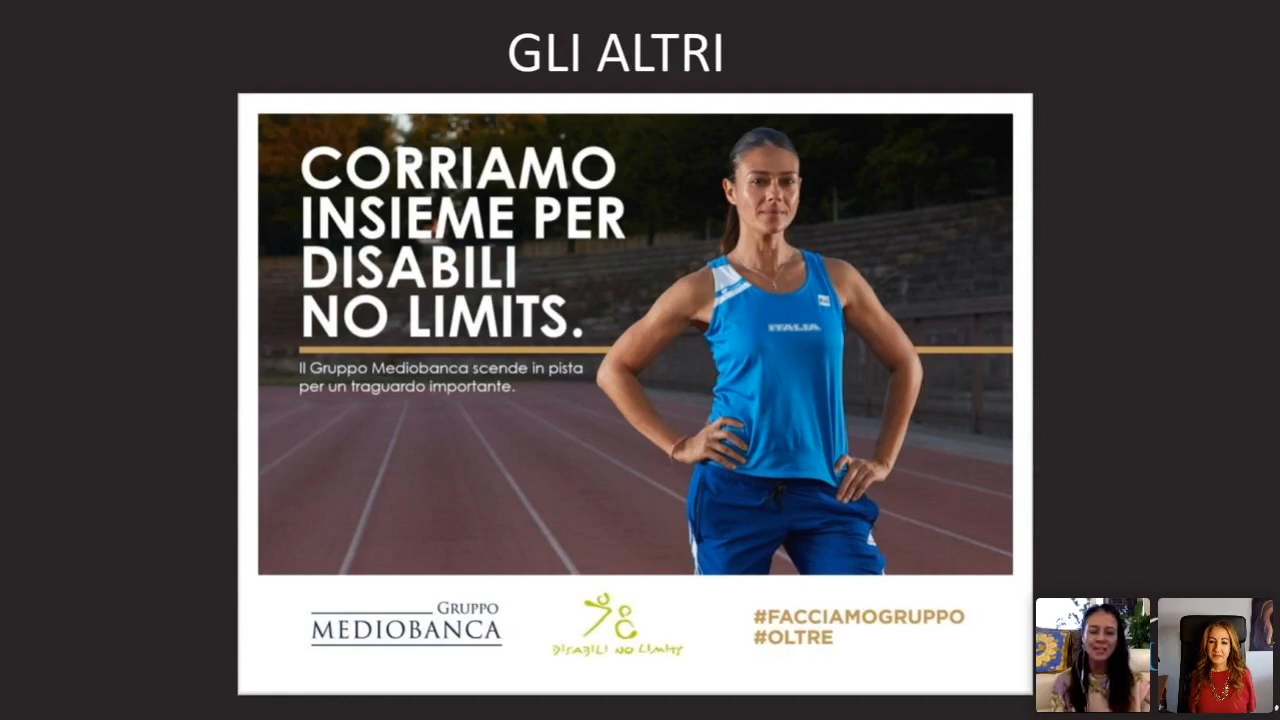 GLI ALTRI
CORRIAMO
INSIEME PER
DISABILI
NO LIMITS.
Il Gruppo Mediobanca scende in pista
per un traguardo importante.
ITALIA
GRUPPO
MEDIOBANCA
DISABILI NO LIMITS
#FACCIAMOGRUPPO
#OLTRE